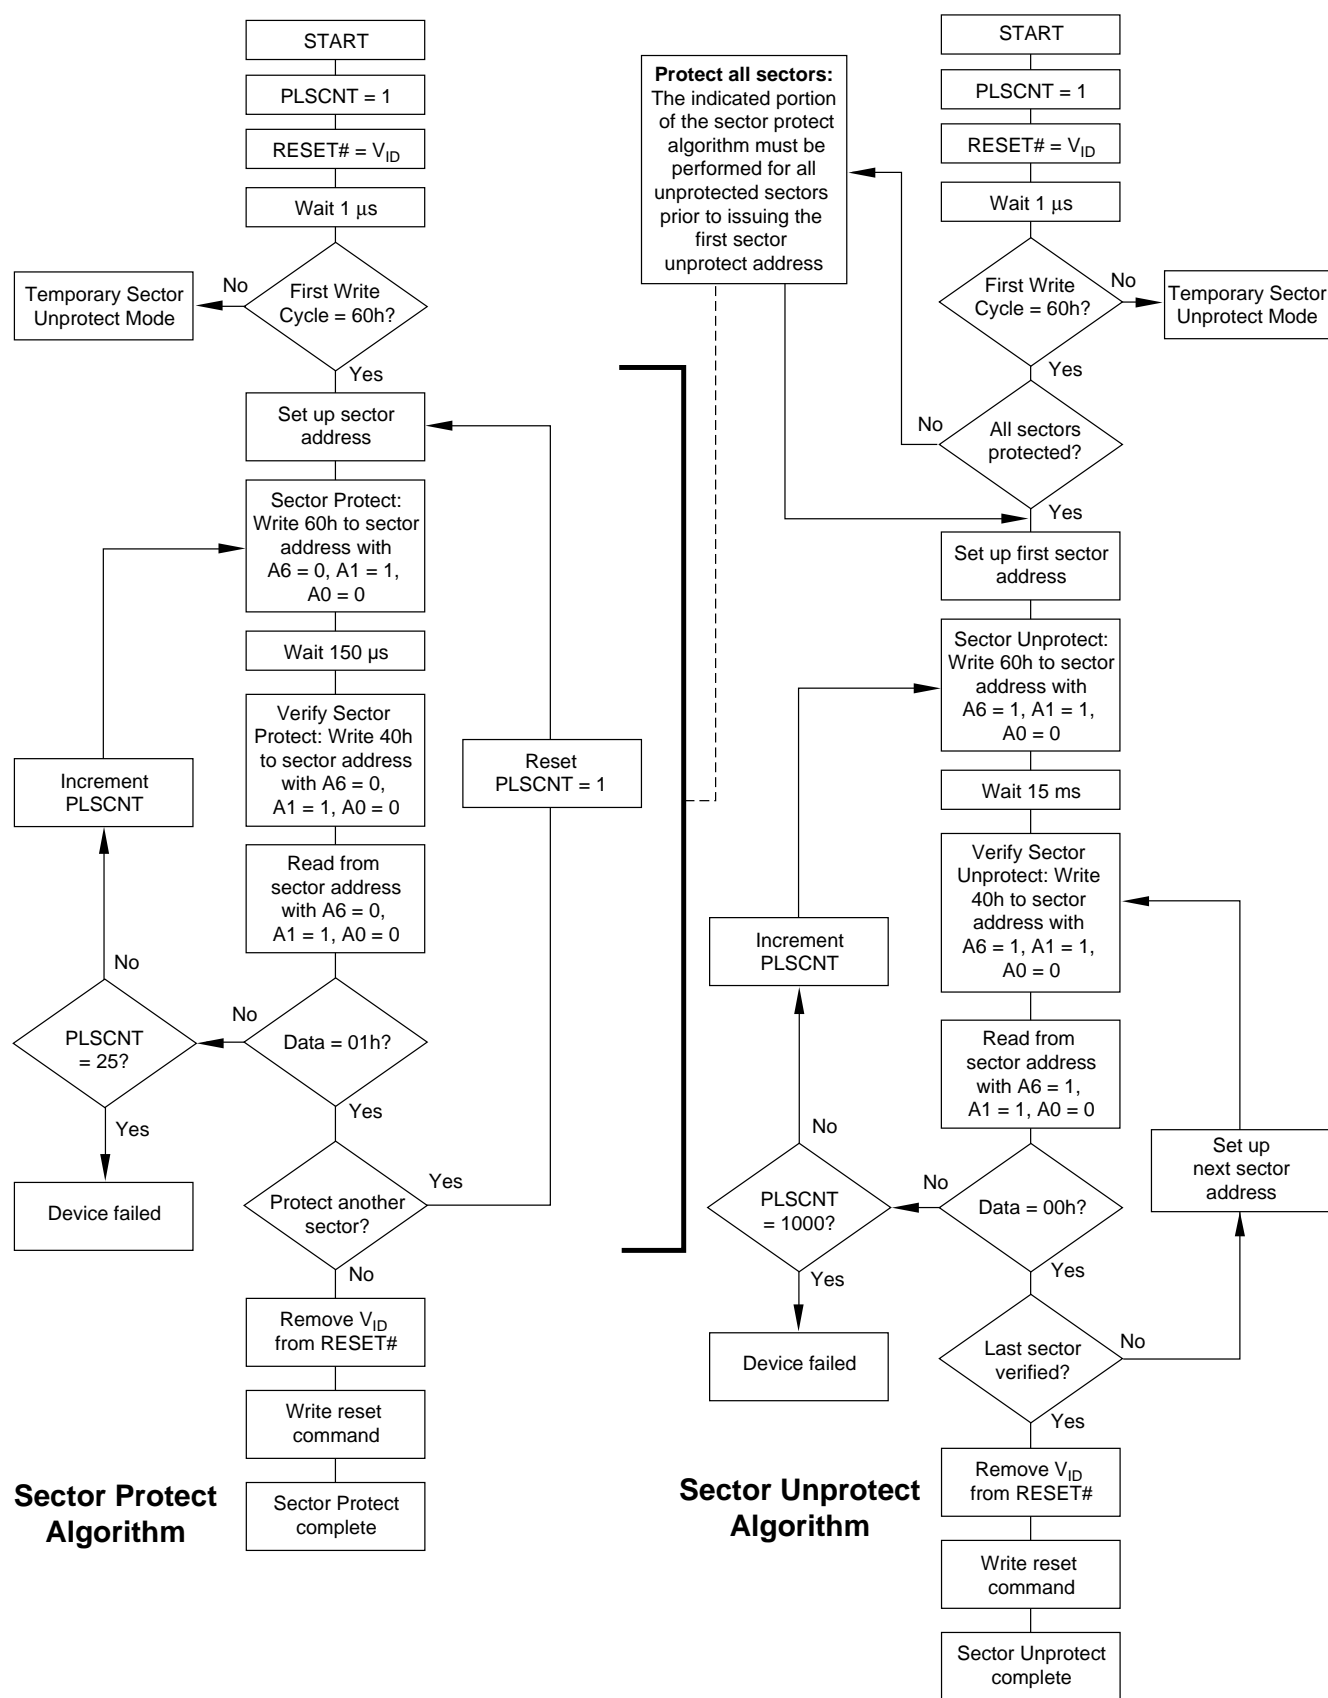 START
PLSCNT = 1
RESET# = VID
Wait 1 μs
First Write
Cycle = 60h?
No
Temporary Sector
Unprotect Mode
Yes
Set up sector
address
Sector Protect:
Write 60h to sector
address with
A6 = 0, A1 = 1,
A0 = 0
Wait 150 µs
Verify Sector
Protect: Write 40h
to sector address
with A6 = 0,
A1 = 1, A0 = 0
Reset
PLSCNT = 1
Increment
PLSCNT
Read from
sector address
with A6 = 0,
A1 = 1, A0 = 0
No
No
PLSCNT
= 25?
Data = 01h?
Yes
Yes
Device failed
Protect another
sector?
Yes
No
Remove VID
from RESET#
Write reset
command
Sector Protect
complete
Sector Protect
Algorithm
Protect all sectors:
The indicated portion
of the sector protect
algorithm must be
performed for all
unprotected sectors
prior to issuing the
first sector
unprotect address
START
PLSCNT = 1
RESET# = VID
Wait 1 μs
First Write
Cycle = 60h?
No
Temporary Sector
Unprotect Mode
Yes
No
All sectors
protected?
Yes
Set up first sector
address
Sector Unprotect:
Write 60h to sector
address with
A6 = 1, A1 = 1,
A0 = 0
Wait 15 ms
Verify Sector
Unprotect: Write
40h to sector
address with
A6 = 1, A1 = 1,
A0 = 0
Increment
PLSCNT
Read from
sector address
with A6 = 1,
A1 = 1, A0 = 0
No
No
Set up
next sector
address
PLSCNT
= 1000?
Data = 00h?
Yes
Yes
Device failed
Last sector
verified?
No
Yes
Remove VID
from RESET#
Write reset
command
Sector Unprotect
complete
Sector Unprotect
Algorithm